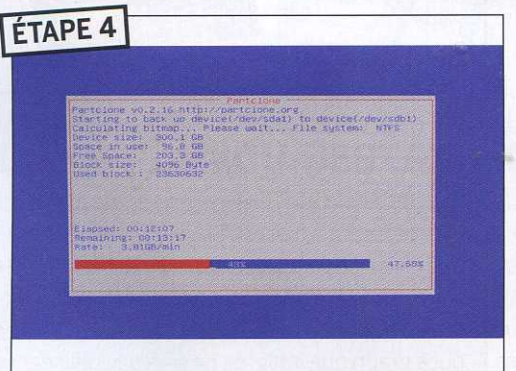 ÉTAPE 4
Partclone
Partclone v0.2.16 http://partclone.org
Starting to back up device(/dev/sda1) to device(/dev/sdb1)
Calculating bitmap... Please wait... File system: NTFS
Device size: 300.1 GB
Space in use: 96.8 GB
Free Space: 203.3 GB
Block size: 4096 Byte
Used block : 23630632
Elapsed: 00:12:07
Remaining: 00:13:17
Rate: 3.81GB/min
47.68%